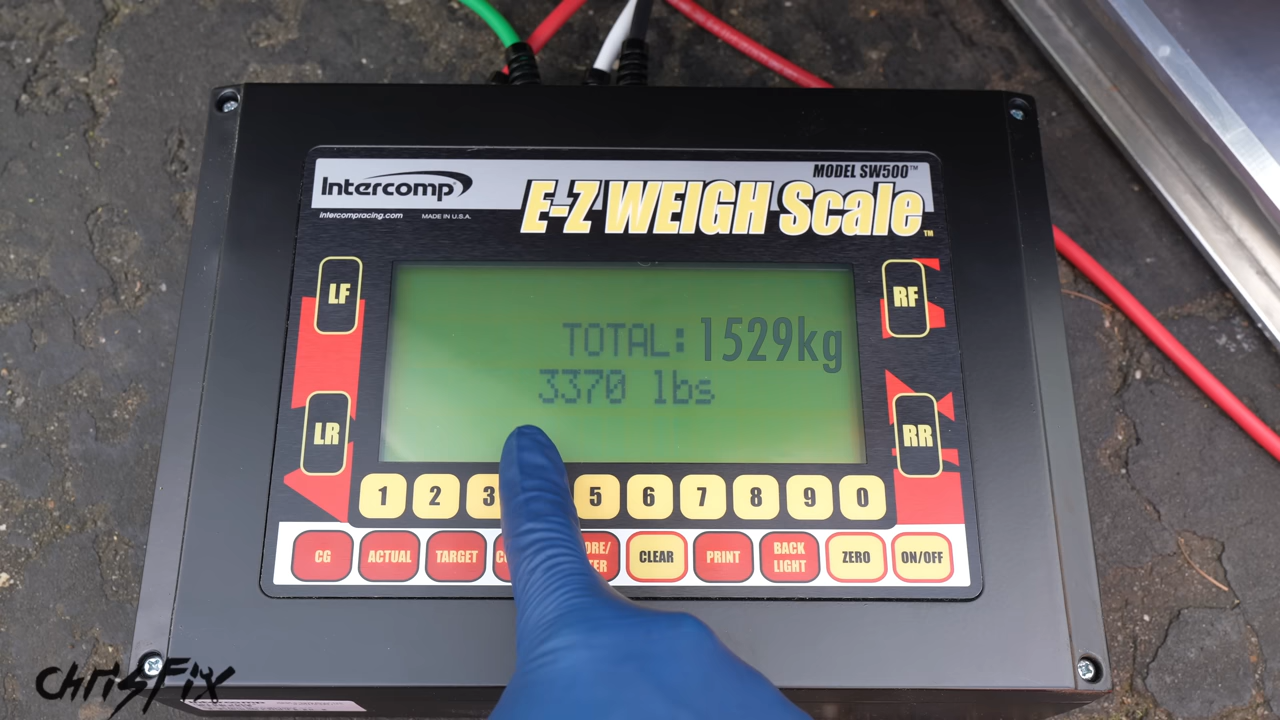 MODEL SW500™
Intercomp®
E-Z WEIGH Scale™
intercompracing.com MADE IN U.S.A.
LF
RF
TOTAL: 1529kg
3370 lbs
LR
RR
1 2 3 5 6 7 8 9 0
CG ACTUAL TARGET CLEAR PRINT BACK LIGHT ZERO ON/OFF
ChrisFix
Intercomp